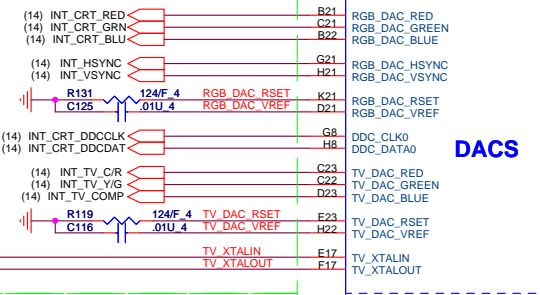 (14) INT_CRT_RED B21 RGB_DAC_RED
(14) INT_CRT_GRN C21 RGB_DAC_GREEN
(14) INT_CRT_BLU B22 RGB_DAC_BLUE
(14) INT_HSYNC G21 RGB_DAC_HSYNC
(14) INT_VSYNC H21 RGB_DAC_VSYNC
R131 124/F_4 RGB_DAC_RSET K21 RGB_DAC_RSET
C125 .01U_4 RGB_DAC_VREF D21 RGB_DAC_VREF
(14) INT_CRT_DDCCLK G8 DDC_CLK0
(14) INT_CRT_DDCDAT H8 DDC_DATA0
DACS
(14) INT_TV_C/R C23 TV_DAC_RED
(14) INT_TV_Y/G C22 TV_DAC_GREEN
(14) INT_TV_COMP D23 TV_DAC_BLUE
R119 124/F_4 TV_DAC_RSET E23 TV_DAC_RSET
C116 .01U_4 TV_DAC_VREF H22 TV_DAC_VREF
TV_XTALIN E17 TV_XTALIN
TV_XTALOUT F17 TV_XTALOUT